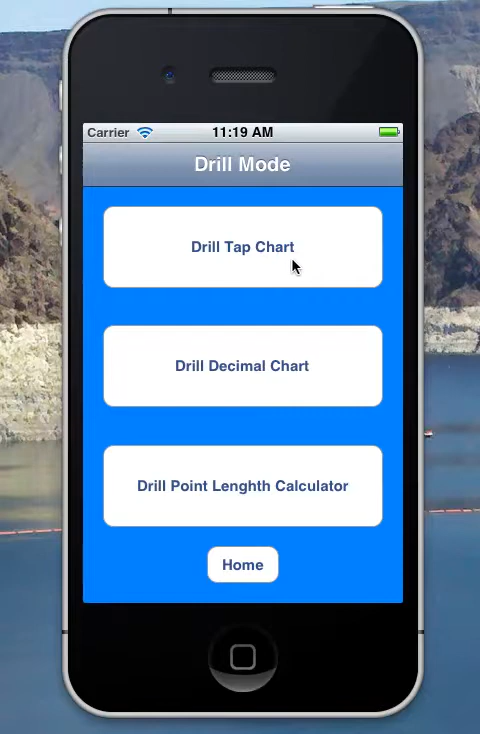 Carrier 11:19 AM
Drill Mode
Drill Tap Chart
Drill Decimal Chart
Drill Point Lenghth Calculator
Home